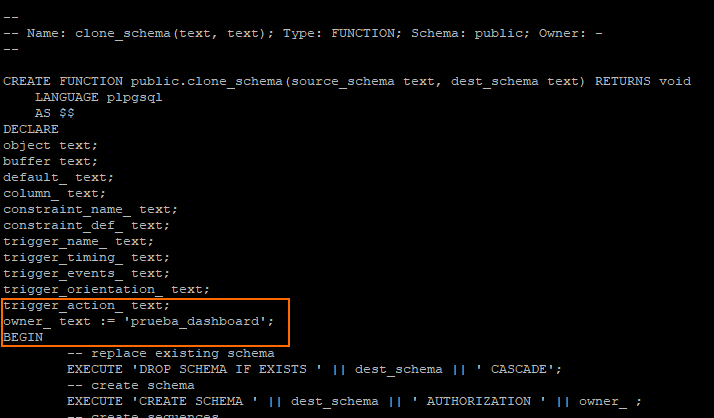 --
-- Name: clone_schema(text, text); Type: FUNCTION; Schema: public; Owner: -
--
CREATE FUNCTION public.clone_schema(source_schema text, dest_schema text) RETURNS void
    LANGUAGE plpgsql
    AS $$
DECLARE
object text;
buffer text;
default_ text;
column_ text;
constraint_name_ text;
constraint_def_ text;
trigger_name_ text;
trigger_timing_ text;
trigger_events_ text;
trigger_orientation_ text;
trigger_action_ text;
owner_ text := 'prueba_dashboard';
BEGIN
        -- replace existing schema
        EXECUTE 'DROP SCHEMA IF EXISTS ' || dest_schema || ' CASCADE';
        -- create schema
        EXECUTE 'CREATE SCHEMA ' || dest_schema || ' AUTHORIZATION ' || owner_ ;
        -- create sequences